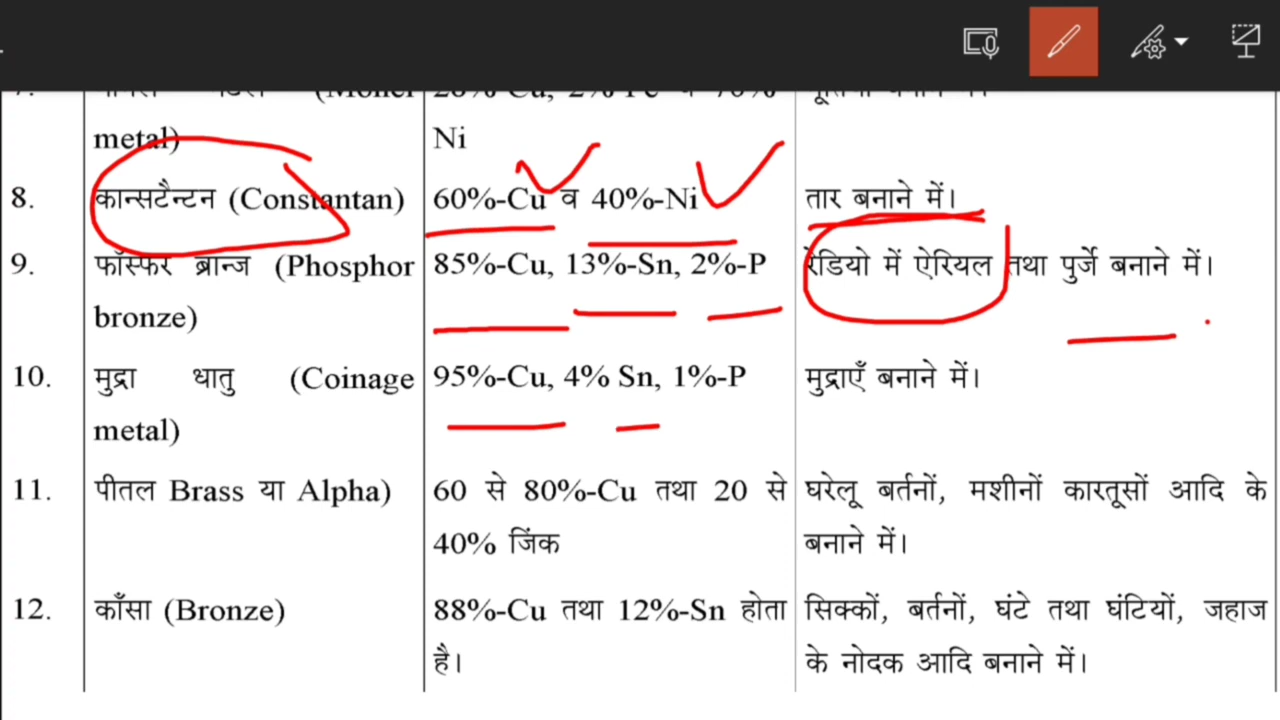 metal)
Ni
8. कान्सटैन्टन (Constantan) 60%-Cu व 40%-Ni तार बनाने में।
9. फॉस्फर ब्रान्ज (Phosphor 85%-Cu, 13%-Sn, 2%-P रेडियो में ऐरियल तथा पुर्जे बनाने में।
bronze)
10. मुद्रा धातु (Coinage 95%-Cu, 4% Sn, 1%-P मुद्राएँ बनाने में।
metal)
11. पीतल Brass या Alpha) 60 से 80%-Cu तथा 20 से घरेलू बर्तनों, मशीनों कारतूसों आदि के
40% जिंक बनाने में।
12. काँसा (Bronze) 88%-Cu तथा 12%-Sn होता सिक्कों, बर्तनों, घंटे तथा घंटियों, जहाज
है। के नोदक आदि बनाने में।